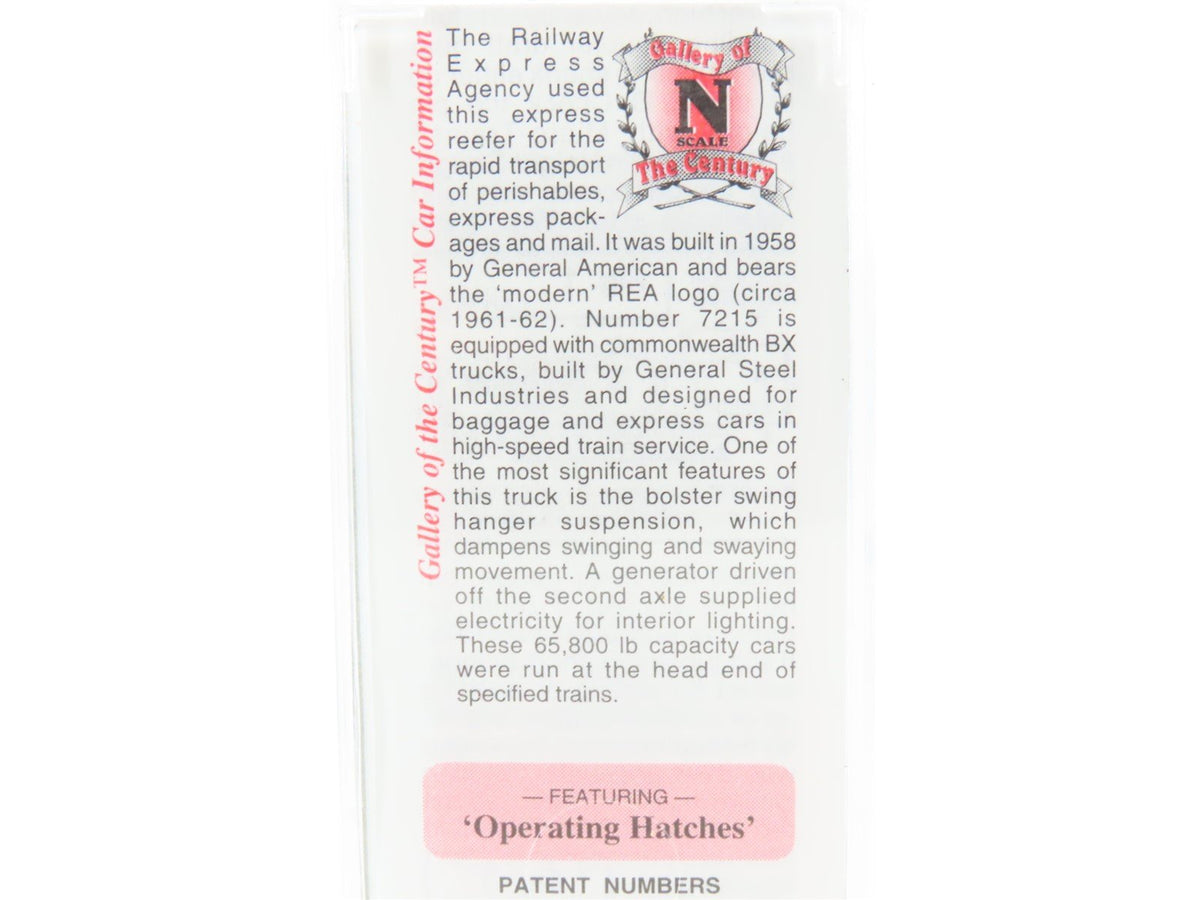 Gallery of the Century™ Car Information
Gallery of
N
SCALE
The Century
The Railway
Express
Agency used
this express
reefer for the
rapid transport
of perishables,
express pack-
ages and mail. It was built in 1958
by General American and bears
the ‘modern’ REA logo (circa
1961-62). Number 7215 is
equipped with commonwealth BX
trucks, built by General Steel
Industries and designed for
baggage and express cars in
high-speed train service. One of
the most significant features of
this truck is the bolster swing
hanger suspension, which
dampens swinging and swaying
movement. A generator driven
off the second axle supplied
electricity for interior lighting.
These 65,800 lb capacity cars
were run at the head end of
specified trains.
— FEATURING —
‘Operating Hatches’
PATENT NUMBERS